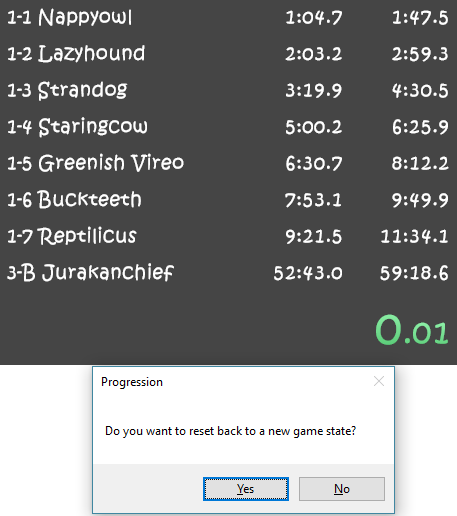 1-1 Nappyowl 1:04.7 1:47.5
1-2 Lazyhound 2:03.2 2:59.3
1-3 Strandog 3:19.9 4:30.5
1-4 Staringcow 5:00.2 6:25.9
1-5 Greenish Vireo 6:30.7 8:12.2
1-6 Buckteeth 7:53.1 9:49.9
1-7 Reptilicus 9:21.5 11:34.1
3-B Jurakanchief 52:43.0 59:18.6
0.01
Progression
Do you want to reset back to a new game state?
Yes No